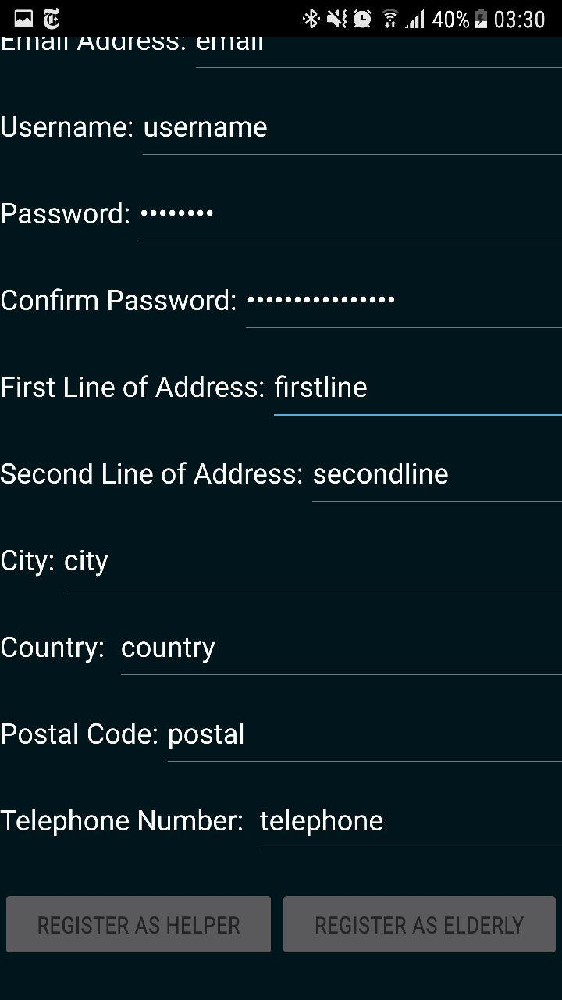 40% 03:30
Email Address: email
Username: username
Password: ••••••••
Confirm Password: ••••••••••••••••
First Line of Address: firstline
Second Line of Address: secondline
City: city
Country: country
Postal Code: postal
Telephone Number: telephone
REGISTER AS HELPER REGISTER AS ELDERLY